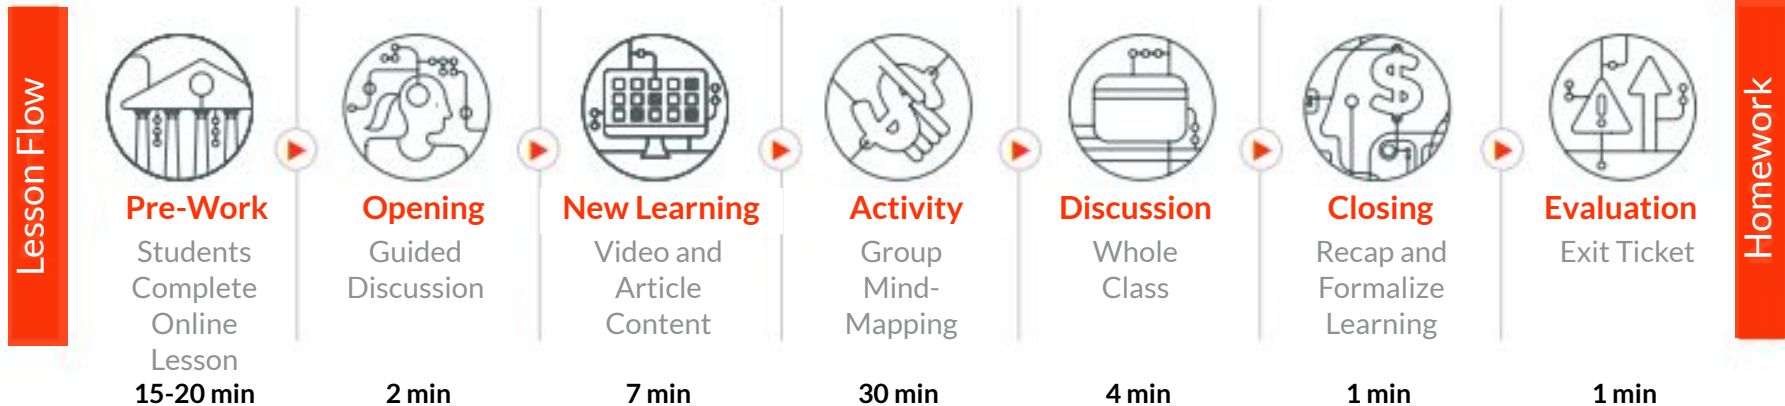 Lesson Flow
Pre-Work
Students
Complete
Online
Lesson
15-20 min
Opening
Guided
Discussion
2 min
New Learning
Video and
Article
Content
7 min
Activity
Group
Mind-
Mapping
30 min
Discussion
Whole
Class
4 min
Closing
Recap and
Formalize
Learning
1 min
Evaluation
Exit Ticket
1 min
Homework